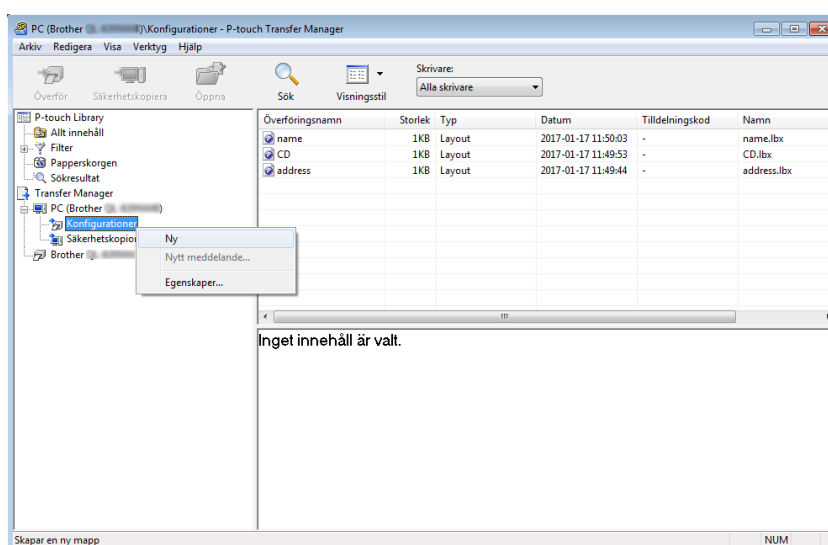 PC (Brother )\Konfigurationer - P-touch Transfer Manager
Arkiv Redigera Visa Verktyg Hjälp
Överför Säkerhetskopiera Öppna Sök Visningsstil
Skrivare:
Alla skrivare
P-touch Library
Allt innehåll
Filter
Papperskorgen
Sökresultat
Transfer Manager
PC (Brother )
Konfigurationer
Säkerhetskopior
Brother
Ny
Nytt meddelande...
Egenskaper...
Överföringsnamn Storlek Typ Datum Tilldelningskod Namn
name 1KB Layout 2017-01-17 11:50:03 - name.lbx
CD 1KB Layout 2017-01-17 11:49:53 - CD.lbx
address 1KB Layout 2017-01-17 11:49:44 - address.lbx
Inget innehåll är valt.
Skapar en ny mapp NUM